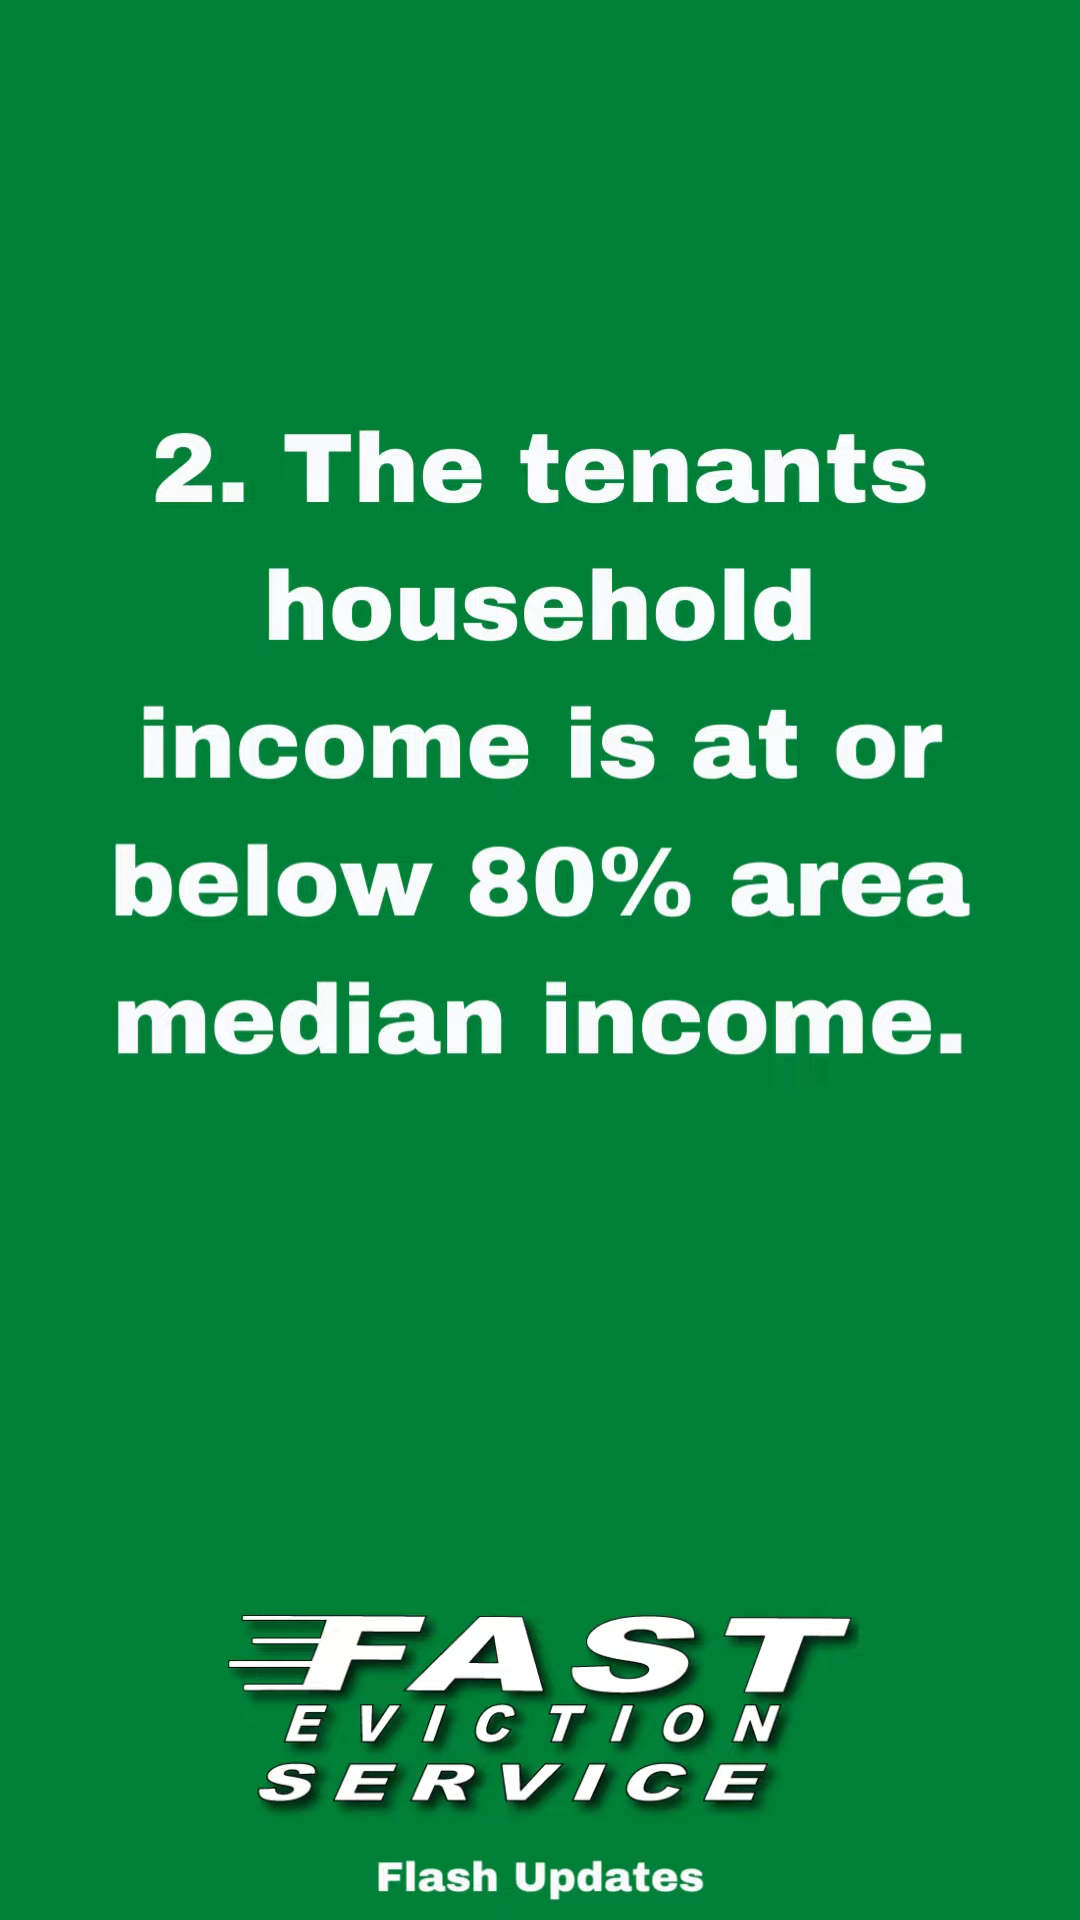 2. The tenants
household
income is at or
below 80% area
median income.
FAST
EVICTION
SERVICE
Flash Updates